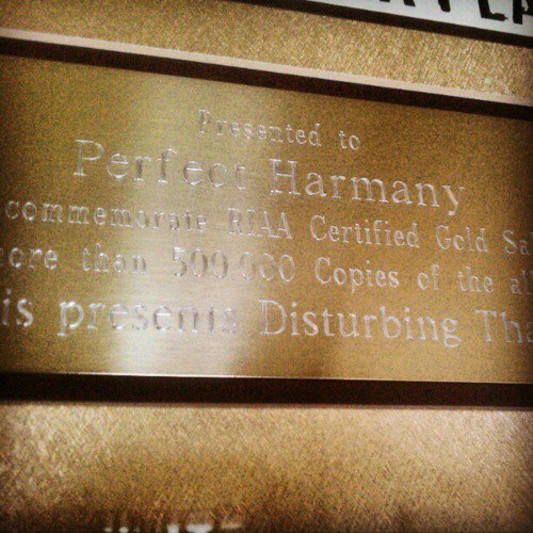 Presented to
Perfect Harmany
commemorate RIAA Certified Gold Sa
ore than 500,000 Copies of the al
is presents Disturbing Tha